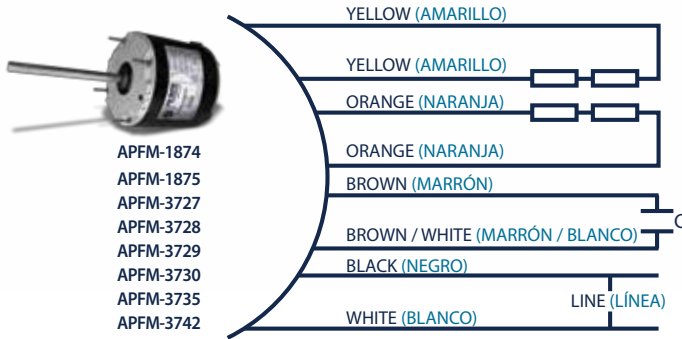 YELLOW (AMARILLO)
YELLOW (AMARILLO)
ORANGE (NARANJA)
ORANGE (NARANJA)
BROWN (MARRÓN)
C
BROWN / WHITE (MARRÓN / BLANCO)
BLACK (NEGRO)
LINE (LÍNEA)
WHITE (BLANCO)
APFM-1874
APFM-1875
APFM-3727
APFM-3728
APFM-3729
APFM-3730
APFM-3735
APFM-3742